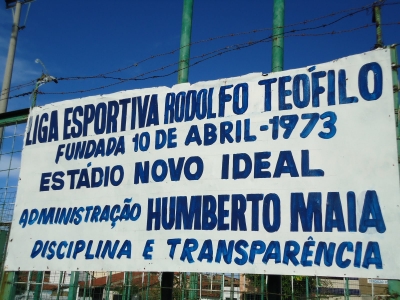 LIGA ESPORTIVA RODOLFO TEÓFILO
FUNDADA 10 DE ABRIL-1973
ESTÁDIO NOVO IDEAL
ADMINISTRAÇÃO HUMBERTO MAIA
DISCIPLINA E TRANSPARÊNCIA